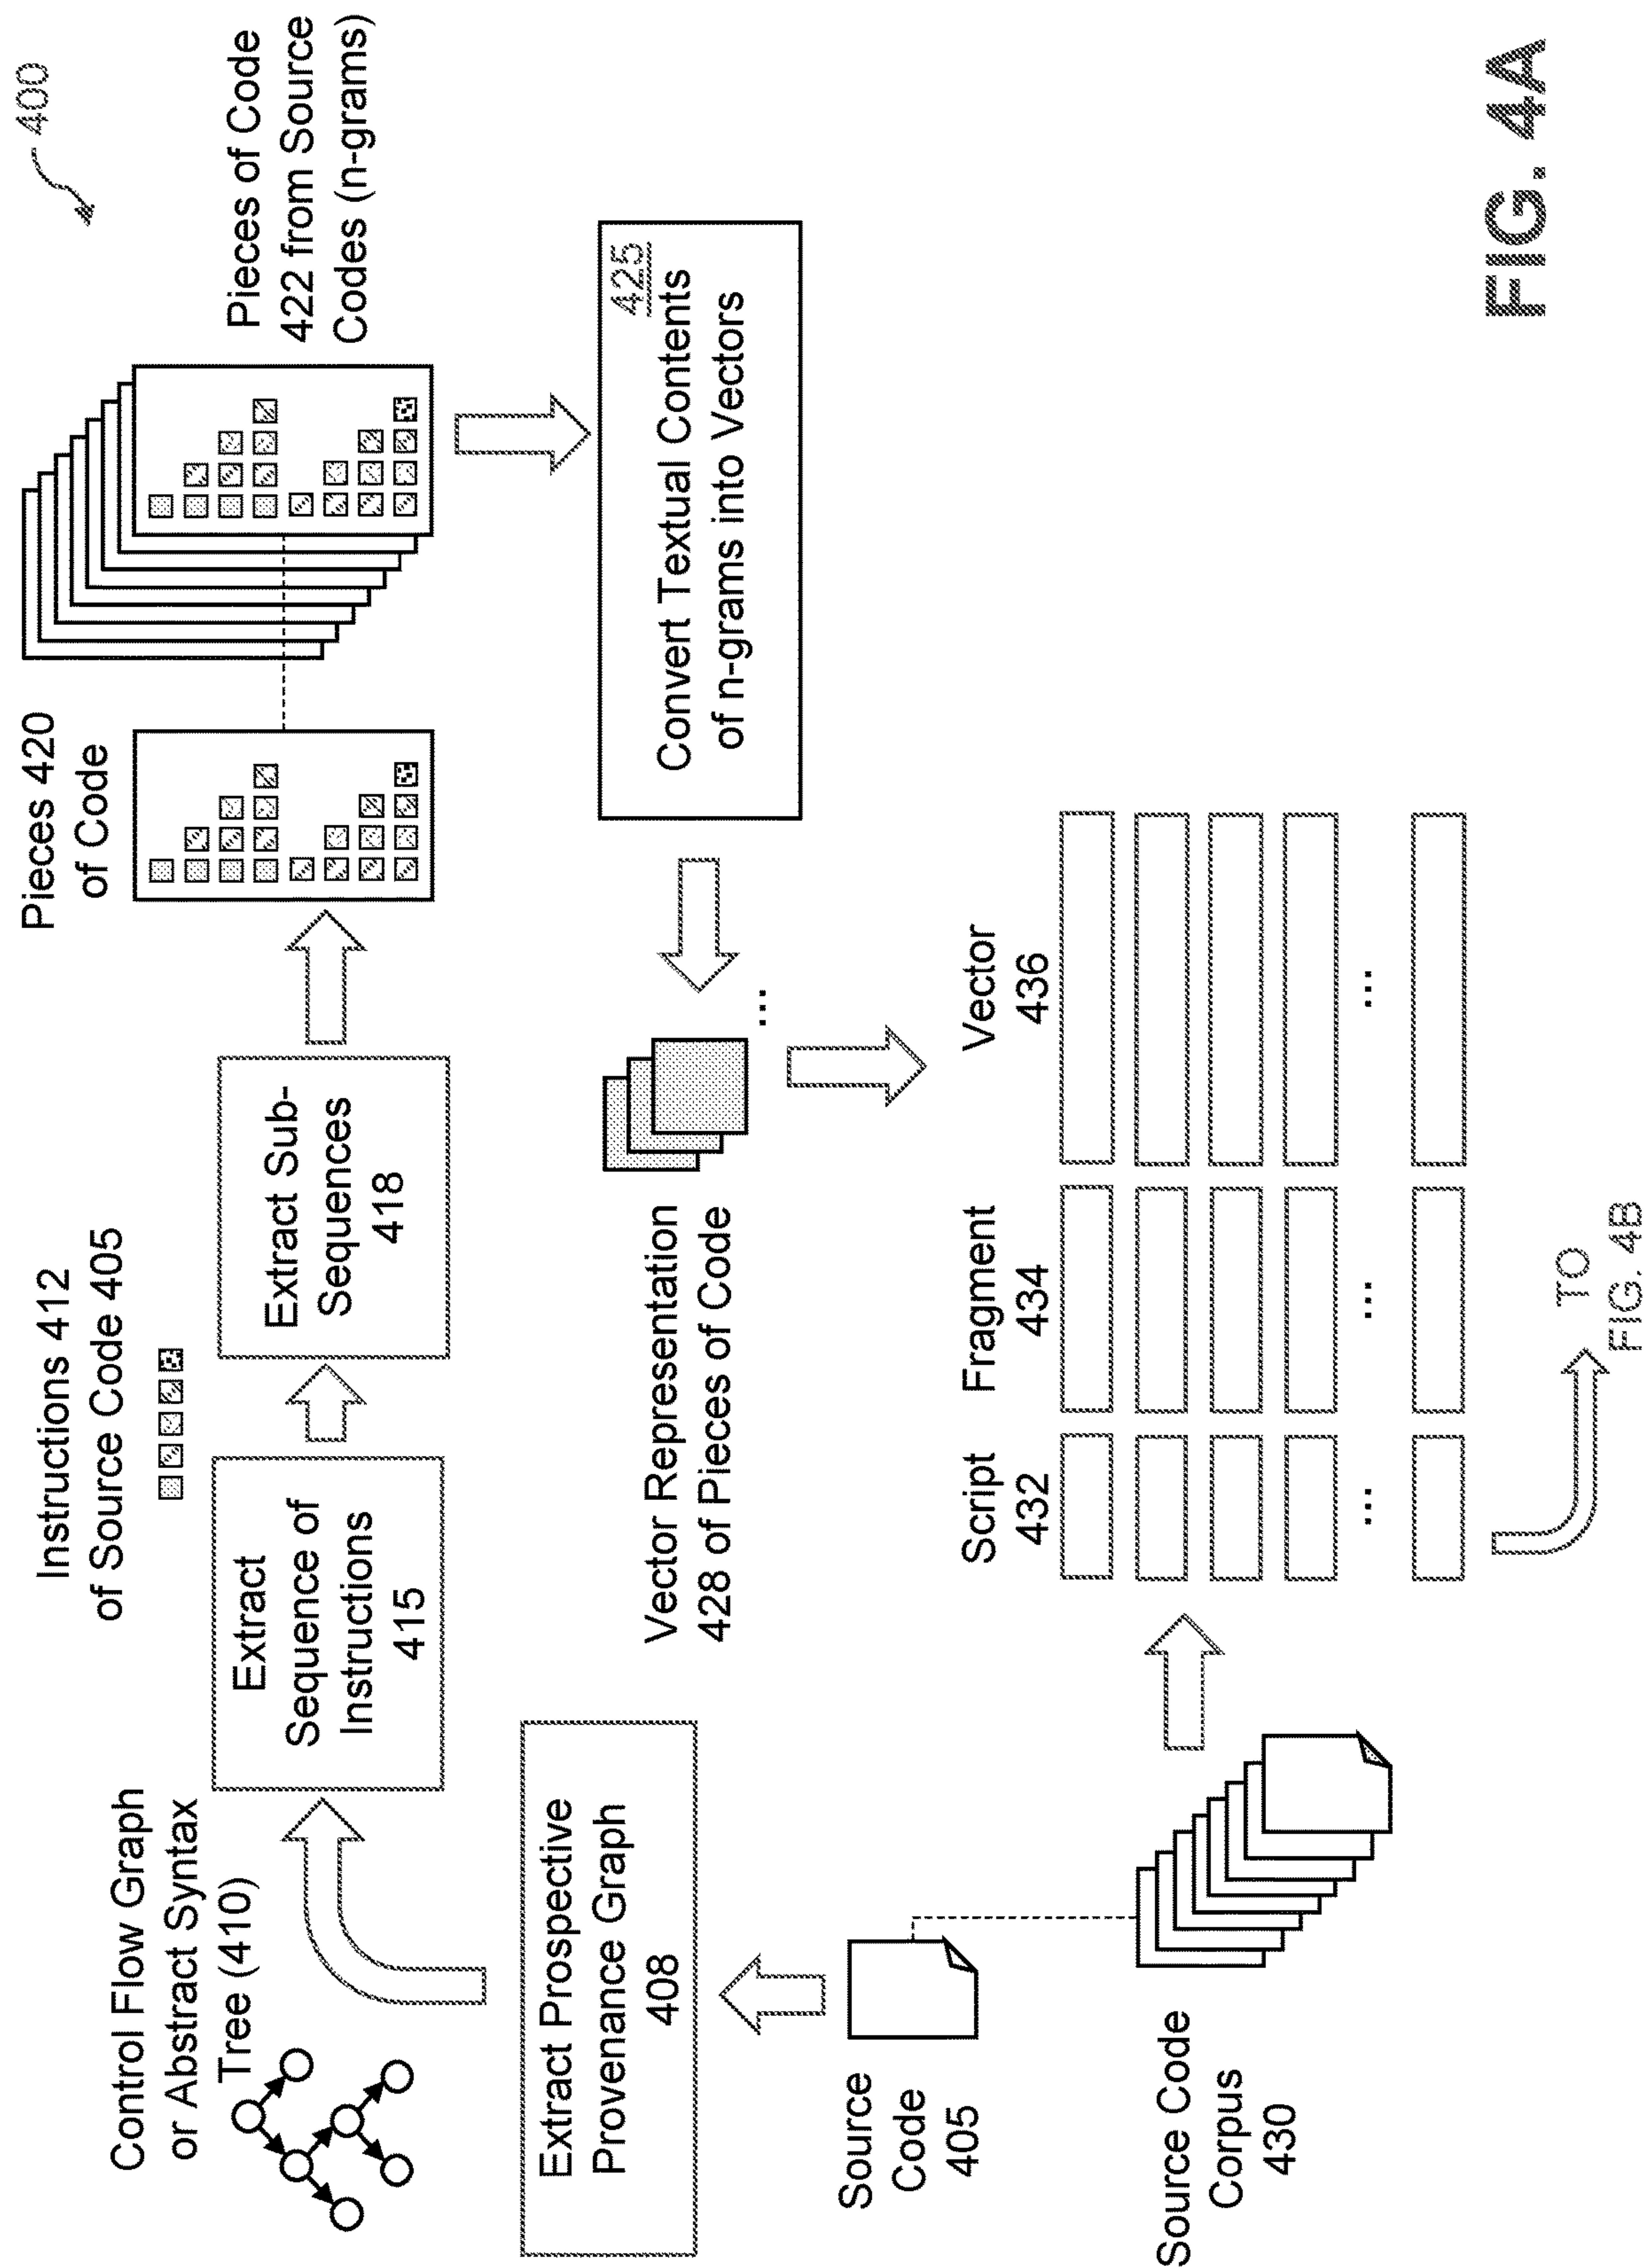 400
Control Flow Graph
or Abstract Syntax
Tree (410)
Extract
Sequence of
Instructions
415
Instructions 412
of Source Code 405
Extract Sub-
Sequences
418
Pieces 420
of Code
Pieces of Code
422 from Source
Codes (n-grams)
Extract Prospective
Provenance Graph
408
Vector Representation
428 of Pieces of Code
...
425
Convert Textual Contents
of n-grams into Vectors
Source
Code
405
Source Code
Corpus
430
Script
432
Fragment
434
Vector
436
...
...
...
TO
FIG. 4B
FIG. 4A